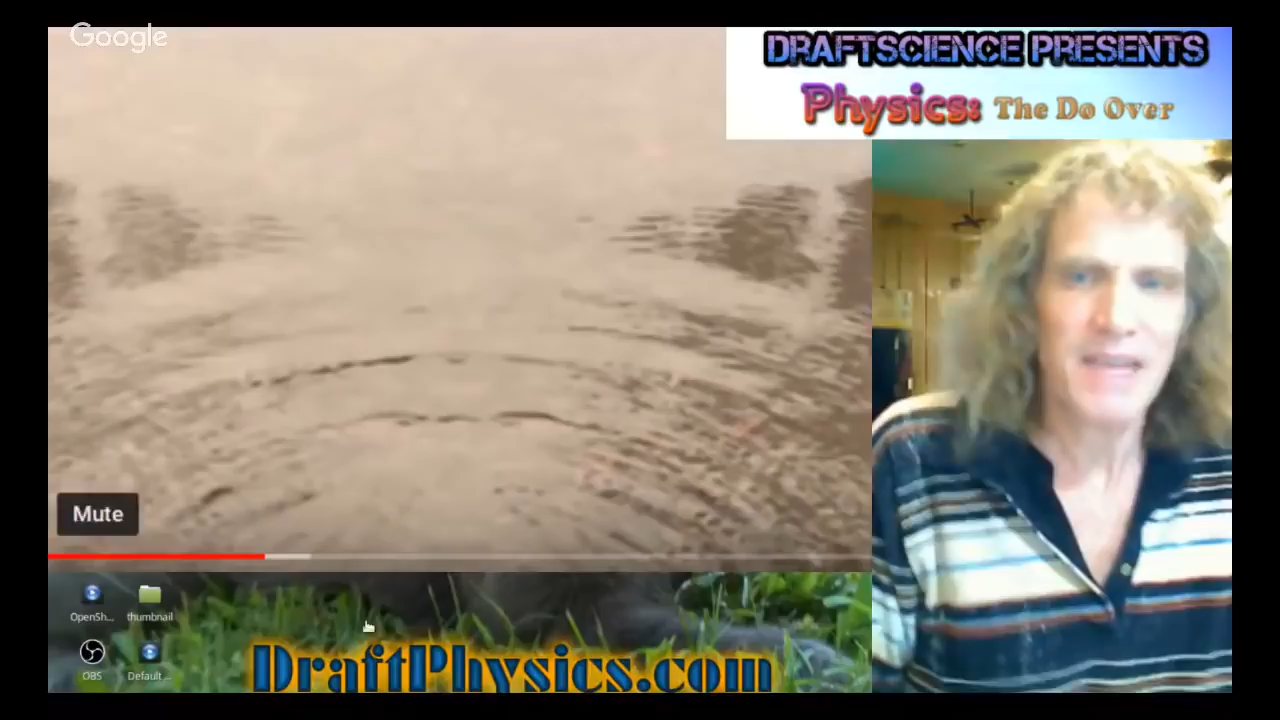 Google
DRAFTSCIENCE PRESENTS
Physics: The Do Over
Mute
OpenSh... thumbnail
DraftPhysics.com
OBS Default ...